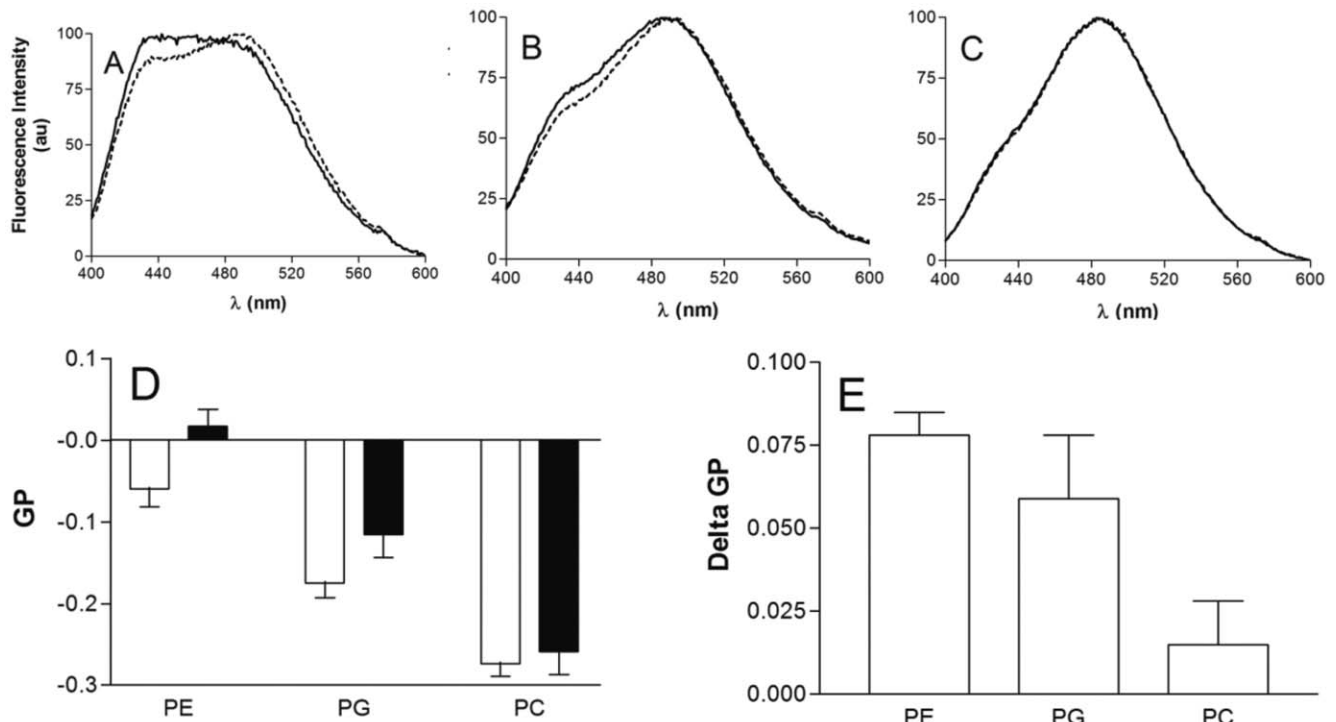 A
Fluorescence Intensity
(au)
100
75
50
25
0
400 440 480 520 560 600
λ (nm)
B
100
75
50
25
0
400 440 480 520 560 600
λ (nm)
C
100
75
50
25
0
400 440 480 520 560 600
λ (nm)
D
GP
0.1
-0.0
-0.1
-0.2
-0.3
PE PG PC
E
Delta GP
0.100
0.075
0.050
0.025
0.000
PE PG PC